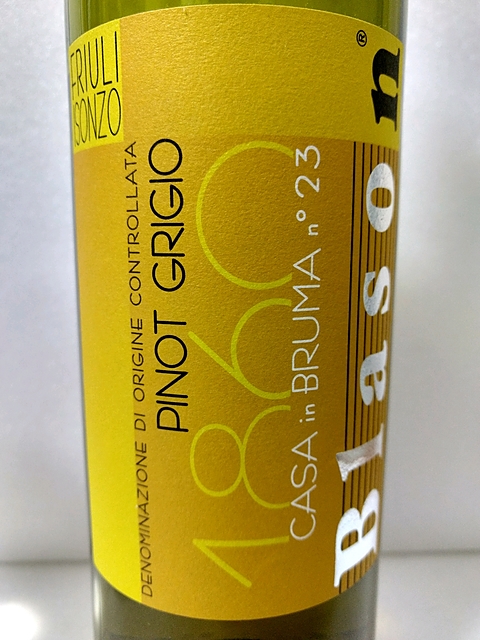 FRIULI
ISONZO
DENOMINAZIONE DI ORIGINE CONTROLLATA
PINOT GRIGIO
1860
CASA in BRUMA n° 23
Blason
®